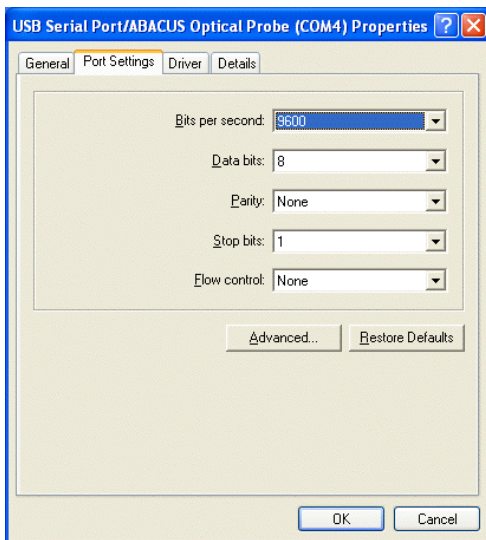 USB Serial Port/ABACUS Optical Probe (COM4) Properties ?
General Port Settings Driver Details
Bits per second: 9600
Data bits: 8
Parity: None
Stop bits: 1
Flow control: None
Advanced... Restore Defaults
OK Cancel